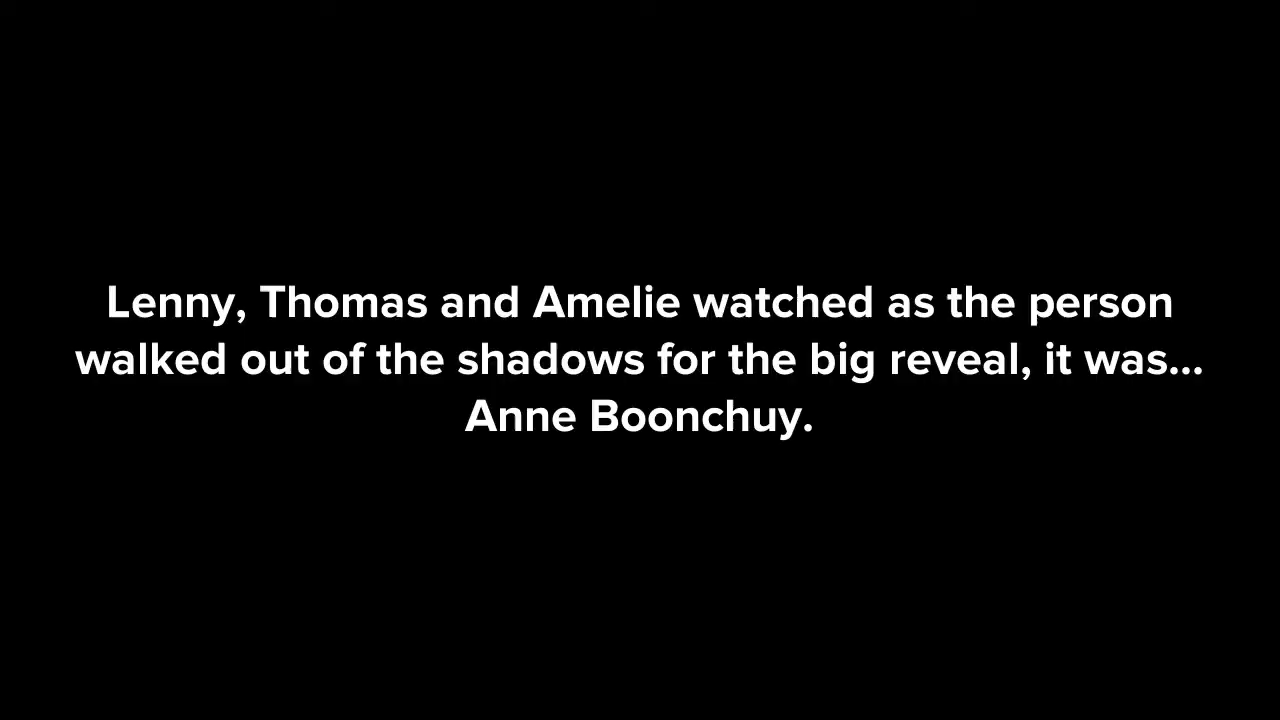 Lenny, Thomas and Amelie watched as the person
walked out of the shadows for the big reveal, it was...
Anne Boonchuy.